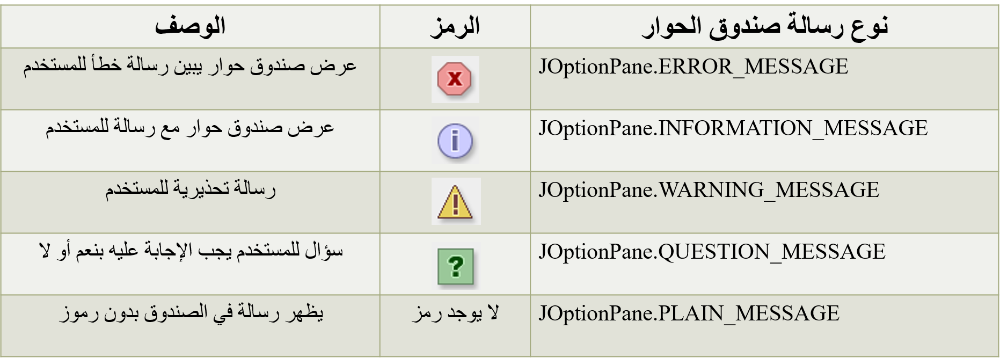 نوع رسالة صندوق الحوار
الرمز
الوصف
JOptionPane.ERROR_MESSAGE
x
عرض صندوق حوار يبين رسالة خطأ للمستخدم
JOptionPane.INFORMATION_MESSAGE
i
عرض صندوق حوار مع رسالة للمستخدم
JOptionPane.WARNING_MESSAGE
!
رسالة تحذيرية للمستخدم
JOptionPane.QUESTION_MESSAGE
?
سؤال للمستخدم يجب الإجابة عليه بنعم أو لا
JOptionPane.PLAIN_MESSAGE
لا يوجد رمز
يظهر رسالة في الصندوق بدون رموز